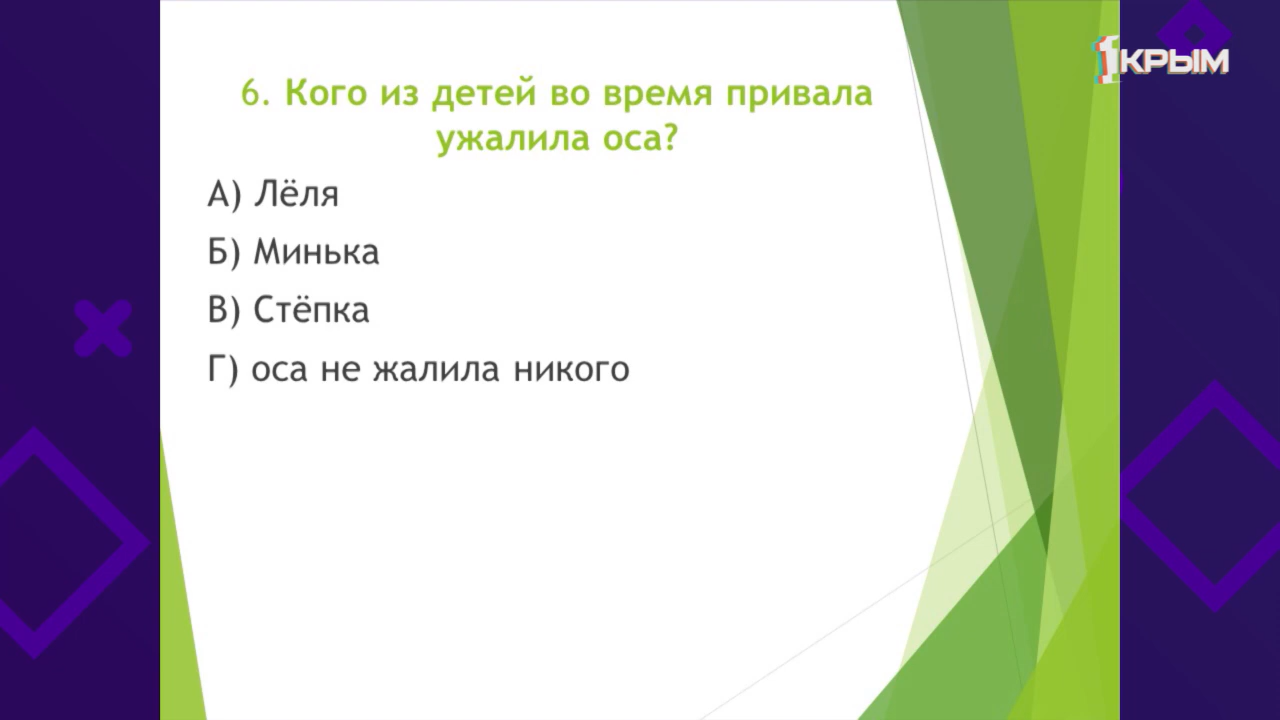 1КРЫМ
6. Кого из детей во время привала
ужалила оса?
А) Лёля
Б) Минька
В) Стёпка
Г) оса не жалила никого